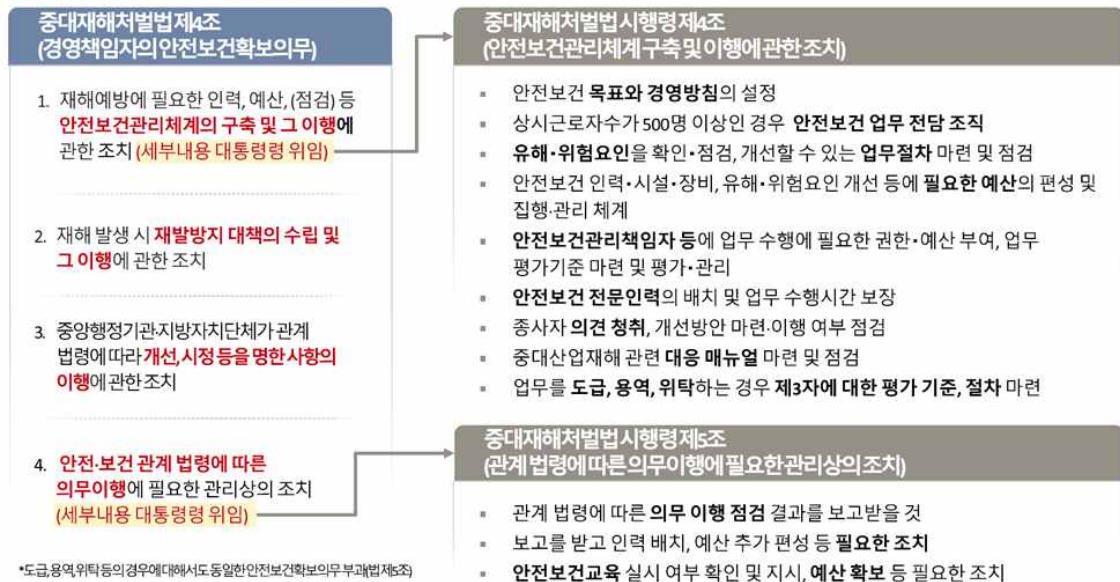 중대재해처벌법 제4조
(경영책임자의 안전보건확보의무)
1. 재해예방에 필요한 인력, 예산, (점검) 등
안전보건관리체계의 구축 및 그 이행에
관한 조치 (세부내용 대통령령 위임)
2. 재해 발생 시 재발방지 대책의 수립 및
그 이행에 관한 조치
3. 중앙행정기관·지방자치단체가 관계
법령에 따라 개선, 시정 등을 명한 사항의
이행에 관한 조치
4. 안전·보건 관계 법령에 따른
의무이행에 필요한 관리상의 조치
(세부내용 대통령령 위임)
*도급,용역,위탁 등의 경우에 대해서도 동일한 안전보건확보의무 부과(법 제5조)
중대재해처벌법 시행령 제4조
(안전보건관리체계 구축 및 이행에 관한 조치)
▪ 안전보건 목표와 경영방침의 설정
▪ 상시근로자수가 500명 이상인 경우 안전보건 업무 전담 조직
▪ 유해·위험요인을 확인·점검, 개선할 수 있는 업무절차 마련 및 점검
▪ 안전보건 인력·시설·장비, 유해·위험요인 개선 등에 필요한 예산의 편성 및
집행·관리 체계
▪ 안전보건관리책임자 등에 업무 수행에 필요한 권한·예산 부여, 업무
평가기준 마련 및 평가·관리
▪ 안전보건 전문인력의 배치 및 업무 수행시간 보장
▪ 종사자 의견 청취, 개선방안 마련·이행 여부 점검
▪ 중대산업재해 관련 대응 매뉴얼 마련 및 점검
▪ 업무를 도급, 용역, 위탁하는 경우 제3자에 대한 평가 기준, 절차 마련
중대재해처벌법 시행령 제5조
(관계 법령에 따른 의무이행에 필요한 관리상의 조치)
▪ 관계 법령에 따른 의무 이행 점검 결과를 보고받을 것
▪ 보고를 받고 인력 배치, 예산 추가 편성 등 필요한 조치
▪ 안전보건교육 실시 여부 확인 및 지시, 예산 확보 등 필요한 조치